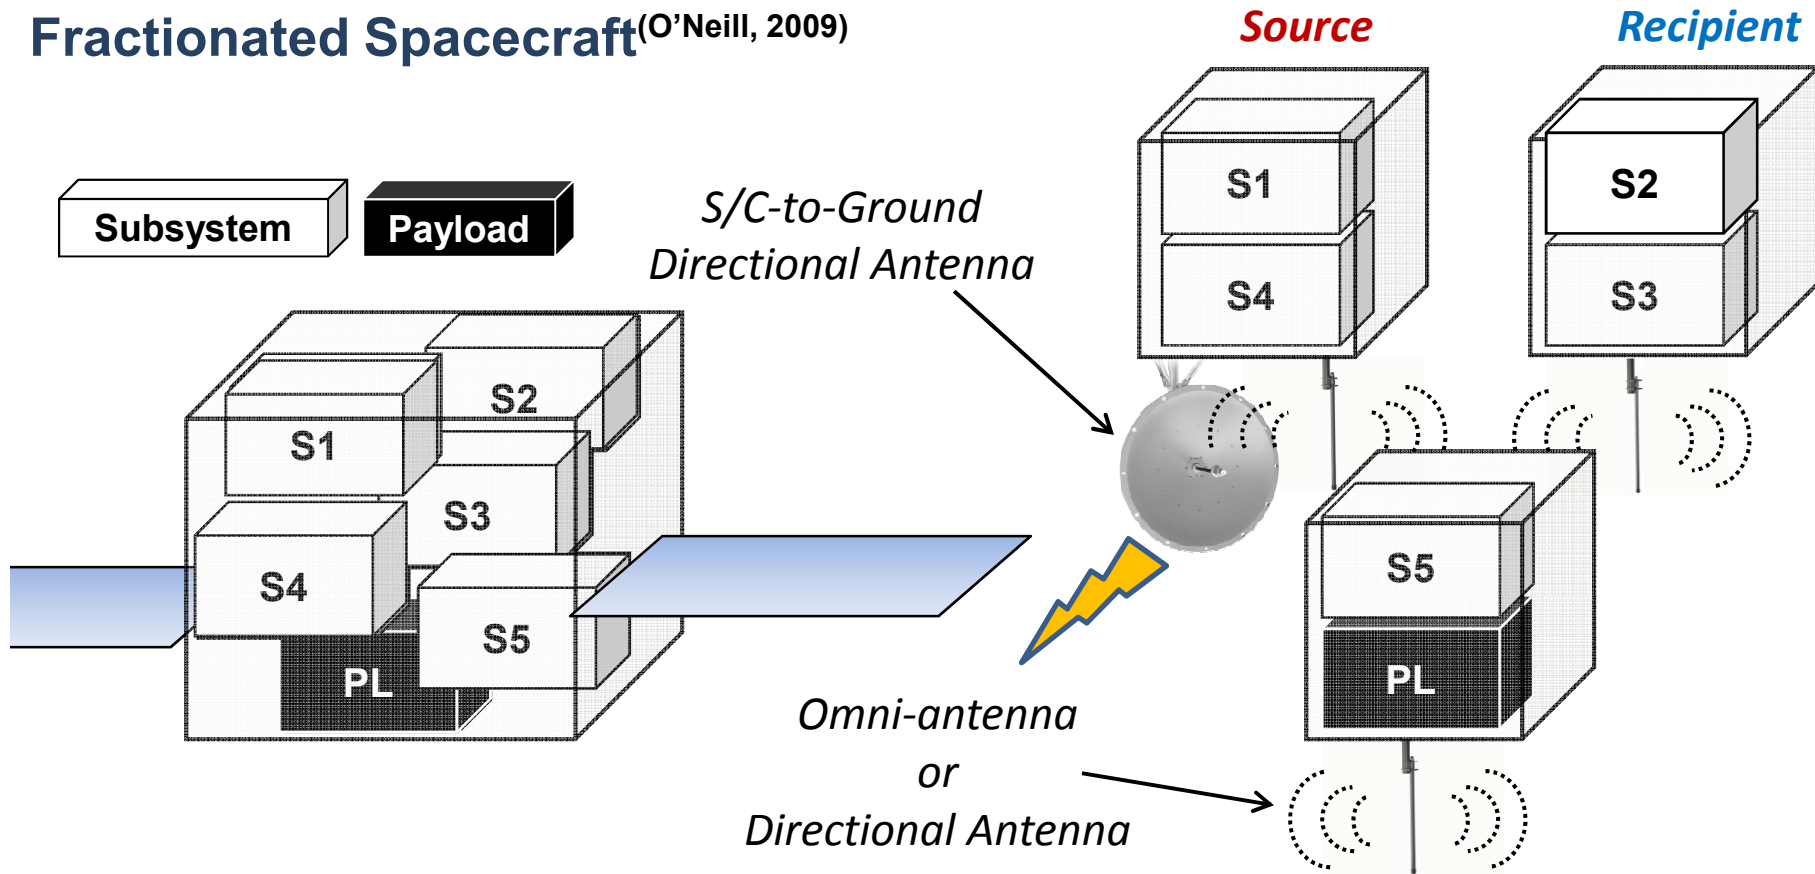 Fractionated Spacecraft(O’Neill, 2009)
Source
Recipient
Subsystem
Payload
S/C-to-Ground
Directional Antenna
S1
S4
S2
S3
S2
S1
S3
S4
S5
PL
S5
PL
Omni-antenna
or
Directional Antenna